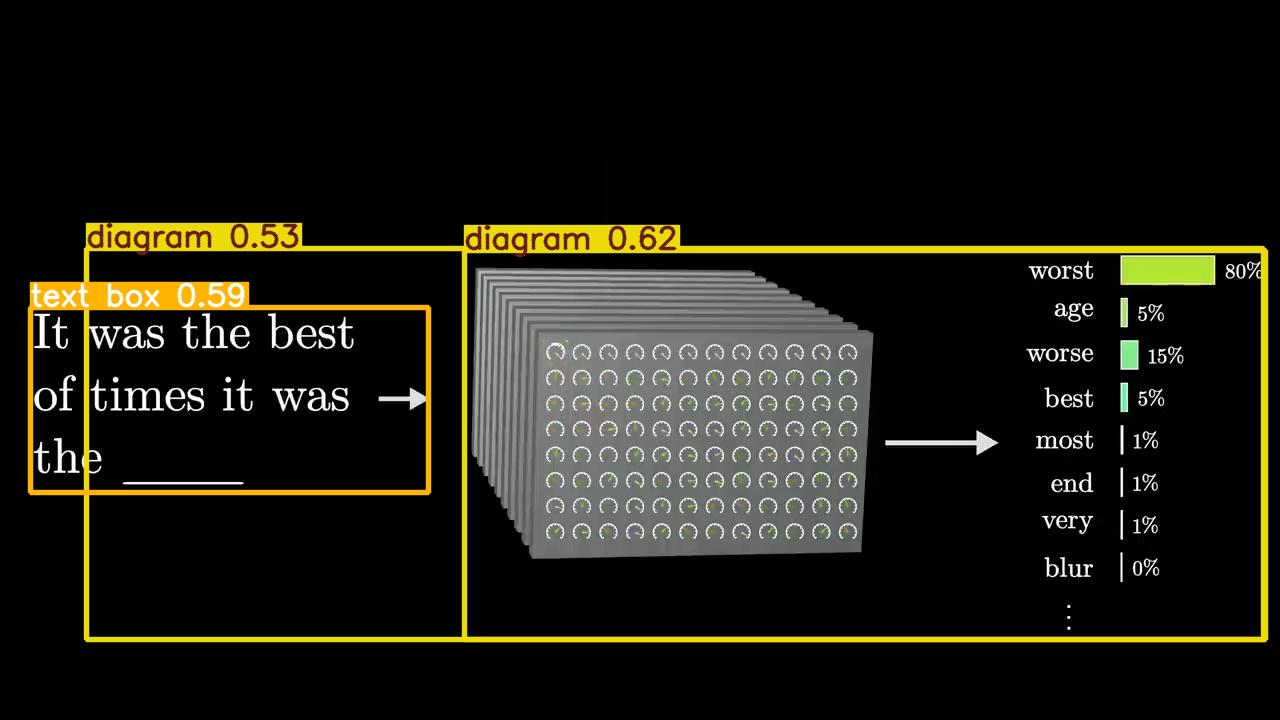 diagram 0.53
diagram 0.62
text box 0.59
It was the best
of times it was
the ______
worst 80%
age 5%
worse 15%
best 5%
most 1%
end 1%
very 1%
blur 0%
⋮